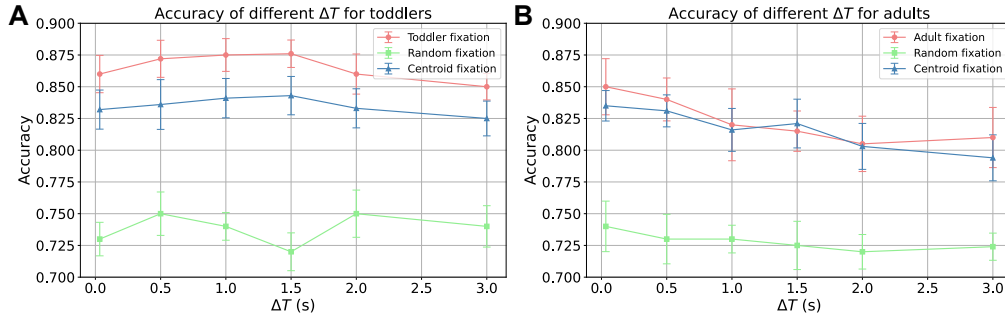 A
Accuracy of different ΔT for toddlers
Toddler fixation
Random fixation
Centroid fixation
Accuracy
0.900
0.875
0.850
0.825
0.800
0.775
0.750
0.725
0.700
0.0 0.5 1.0 1.5 2.0 2.5 3.0
ΔT (s)
B
Accuracy of different ΔT for adults
Adult fixation
Random fixation
Centroid fixation
Accuracy
0.900
0.875
0.850
0.825
0.800
0.775
0.750
0.725
0.700
0.0 0.5 1.0 1.5 2.0 2.5 3.0
ΔT (s)